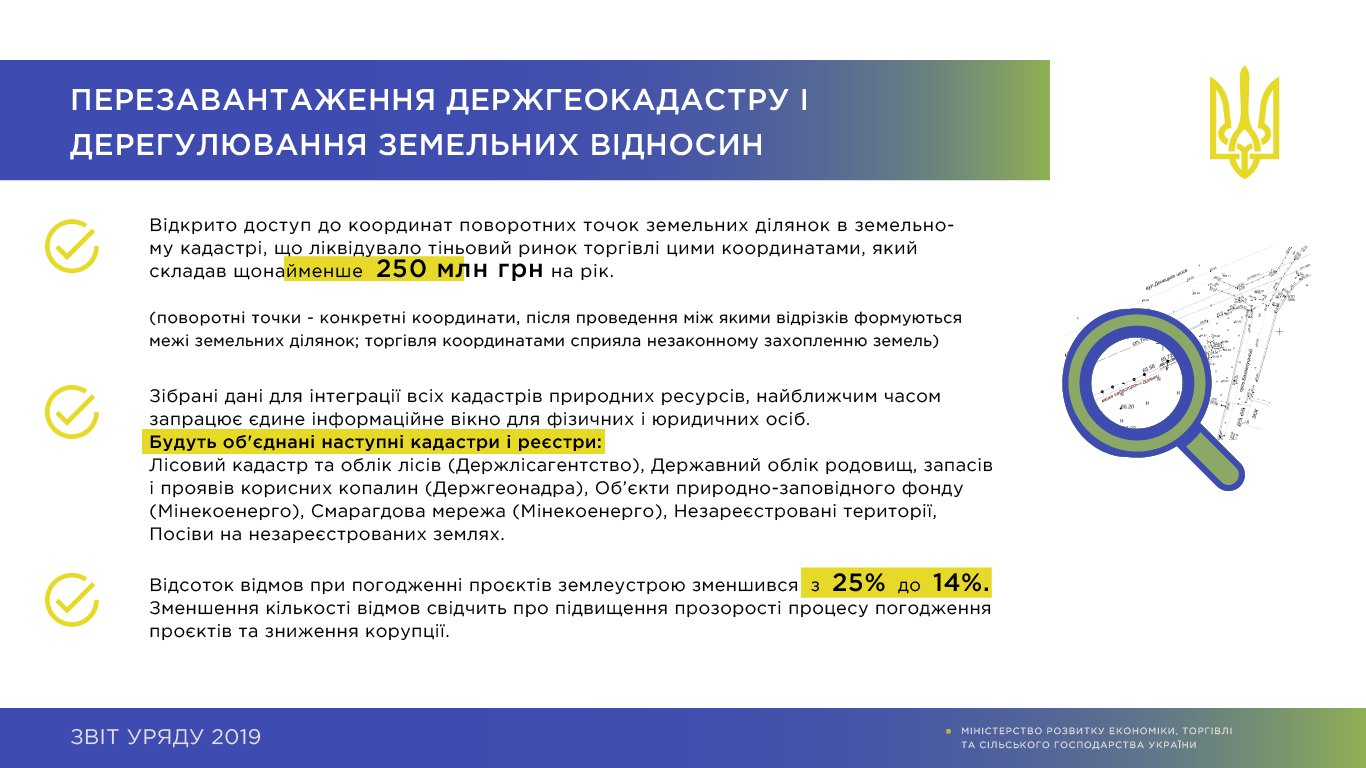 ПЕРЕЗАВАНТАЖЕННЯ ДЕРЖГЕОКАДАСТРУ І
ДЕРЕГУЛЮВАННЯ ЗЕМЕЛЬНИХ ВІДНОСИН
Відкрито доступ до координат поворотних точок земельних ділянок в земельно-
му кадастрі, що ліквідувало тіньовий ринок торгівлі цими координатами, який
складав щонайменше 250 млн грн на рік.
(поворотні точки - конкретні координати, після проведення між якими відрізків формуються
межі земельних ділянок; торгівля координатами сприяла незаконному захопленню земель)
Зібрані дані для інтеграції всіх кадастрів природних ресурсів, найближчим часом
запрацює єдине інформаційне вікно для фізичних і юридичних осіб.
Будуть об'єднані наступні кадастри і реєстри:
Лісовий кадастр та облік лісів (Держлісагентство), Державний облік родовищ, запасів
і проявів корисних копалин (Держгеонадра), Об’єкти природно-заповідного фонду
(Мінекоенерго), Смарагдова мережа (Мінекоенерго), Незареєстровані території,
Посіви на незареєстрованих землях.
Відсоток відмов при погодженні проєктів землеустрою зменшився з 25% до 14%.
Зменшення кількості відмов свідчить про підвищення прозорості процесу погодження
проєктів та зниження корупції.
ЗВІТ УРЯДУ 2019
МІНІСТЕРСТВО РОЗВИТКУ ЕКОНОМІКИ, ТОРГІВЛІ
ТА СІЛЬСЬКОГО ГОСПОДАРСТВА УКРАЇНИ